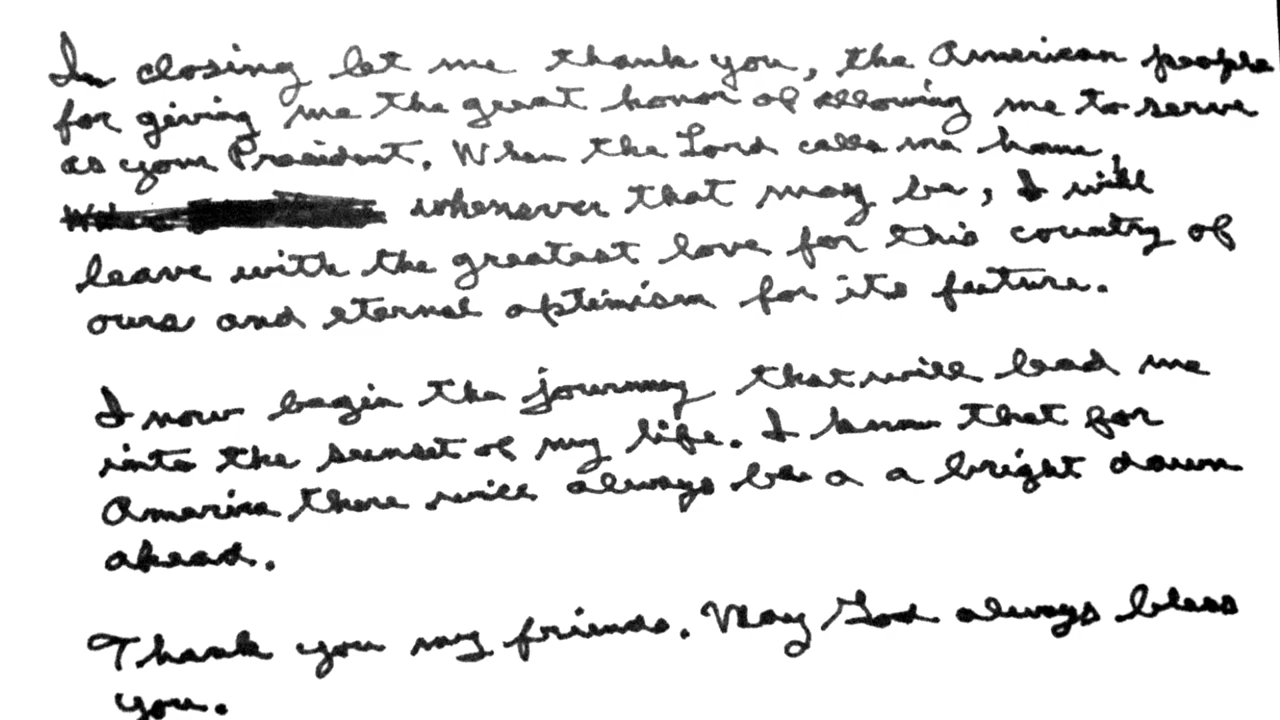 In closing let me thank you, the American people
for giving me the great honor of allowing me to serve
as your President. When the Lord calls me home,
whenever that may be, I will
leave with the greatest love for this country of
ours and eternal optimism for its future.
I now begin the journey that will lead me
into the sunset of my life. I know that for
America there will always be a a bright dawn
ahead.
Thank you my friends. May God always bless
you.